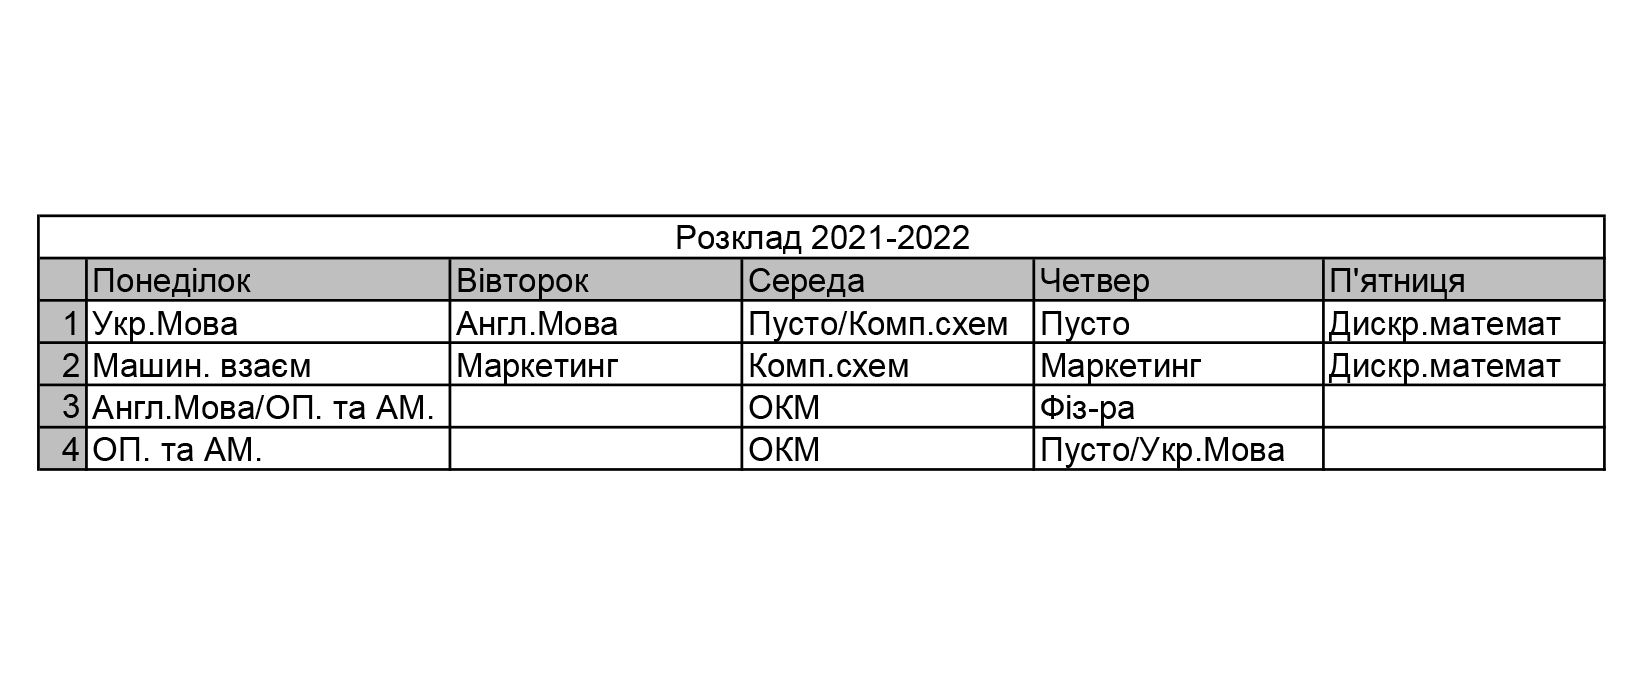 Розклад 2021-2022
Понеділок Вівторок Середа Четвер П'ятниця
1 Укр.Мова Англ.Мова Пусто/Комп.схем Пусто Дискр.математ
2 Машин. взаєм Маркетинг Комп.схем Маркетинг Дискр.математ
3 Англ.Мова/ОП. та АМ. ОКМ Фіз-ра
4 ОП. та АМ. ОКМ Пусто/Укр.Мова